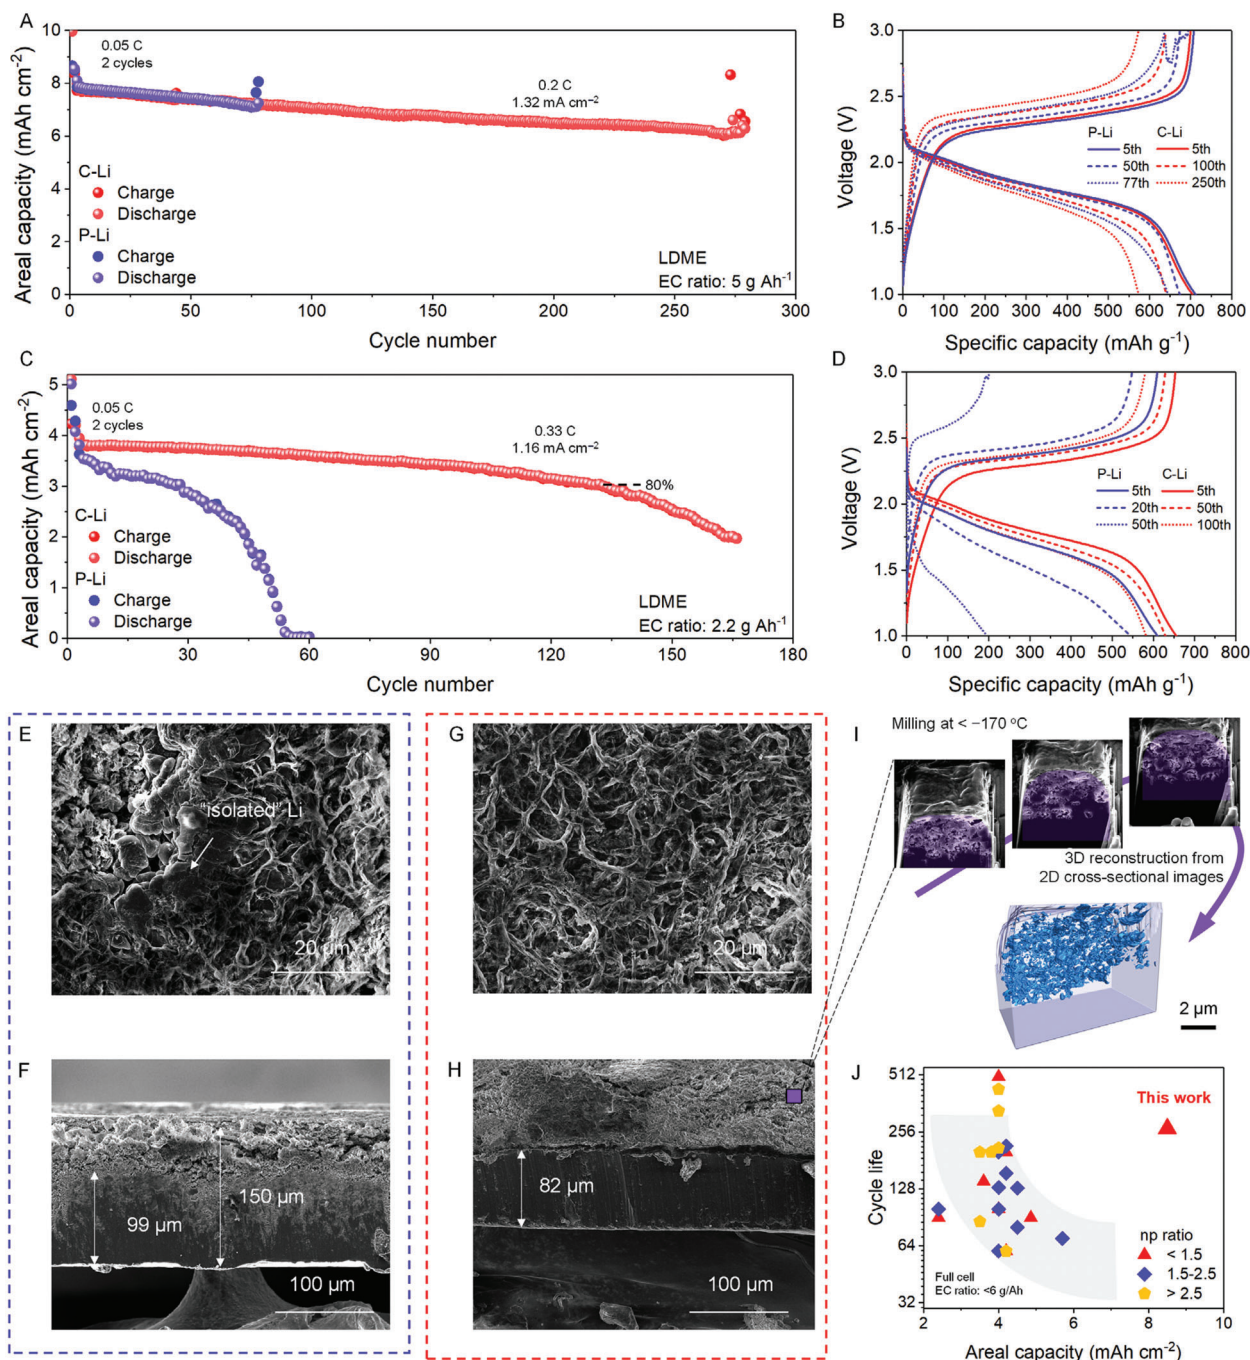 A
10
8
6
4
2
0
Areal capacity (mAh cm⁻²)
0.05 C
2 cycles
0.2 C
1.32 mA cm⁻²
C-Li
Charge
Discharge
P-Li
Charge
Discharge
LDME
EC ratio: 5 g Ah⁻¹
0 50 100 150 200 250 300
Cycle number
B
3.0
2.5
2.0
1.5
1.0
Voltage (V)
P-Li C-Li
5th 5th
50th 100th
77th 250th
0 100 200 300 400 500 600 700 800
Specific capacity (mAh g⁻¹)
C
5
4
3
2
1
0
Areal capacity (mAh cm⁻²)
0.05 C
2 cycles
0.33 C
1.16 mA cm⁻²
80%
C-Li
Charge
Discharge
P-Li
Charge
Discharge
LDME
EC ratio: 2.2 g Ah⁻¹
0 30 60 90 120 150 180
Cycle number
D
3.0
2.5
2.0
1.5
1.0
Voltage (V)
P-Li C-Li
5th 5th
20th 50th
50th 100th
0 100 200 300 400 500 600 700 800
Specific capacity (mAh g⁻¹)
E
"isolated" Li
20 μm
F
99 μm
150 μm
100 μm
G
20 μm
H
82 μm
100 μm
I
Milling at < −170 °C
3D reconstruction from
2D cross-sectional images
2 μm
J
512
256
128
64
32
Cycle life
This work
np ratio
< 1.5
1.5-2.5
> 2.5
Full cell
EC ratio: <6 g/Ah
2 4 6 8 10
Areal capacity (mAh cm⁻²)